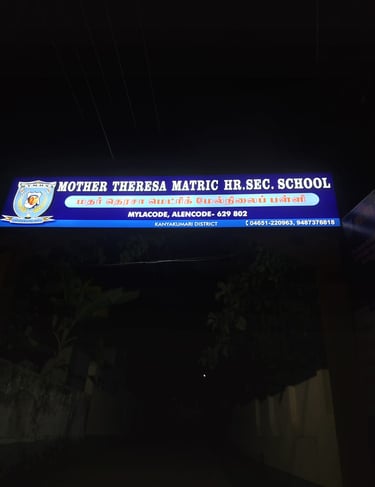 MOTHER THERESA MATRIC HR.SEC. SCHOOL
மதர் தெரசா மெட்ரிக் மேல்நிலைப் பள்ளி
MYLACODE, ALENCODE- 629 802
KANYAKUMARI DISTRICT
04651-220963, 9487376818